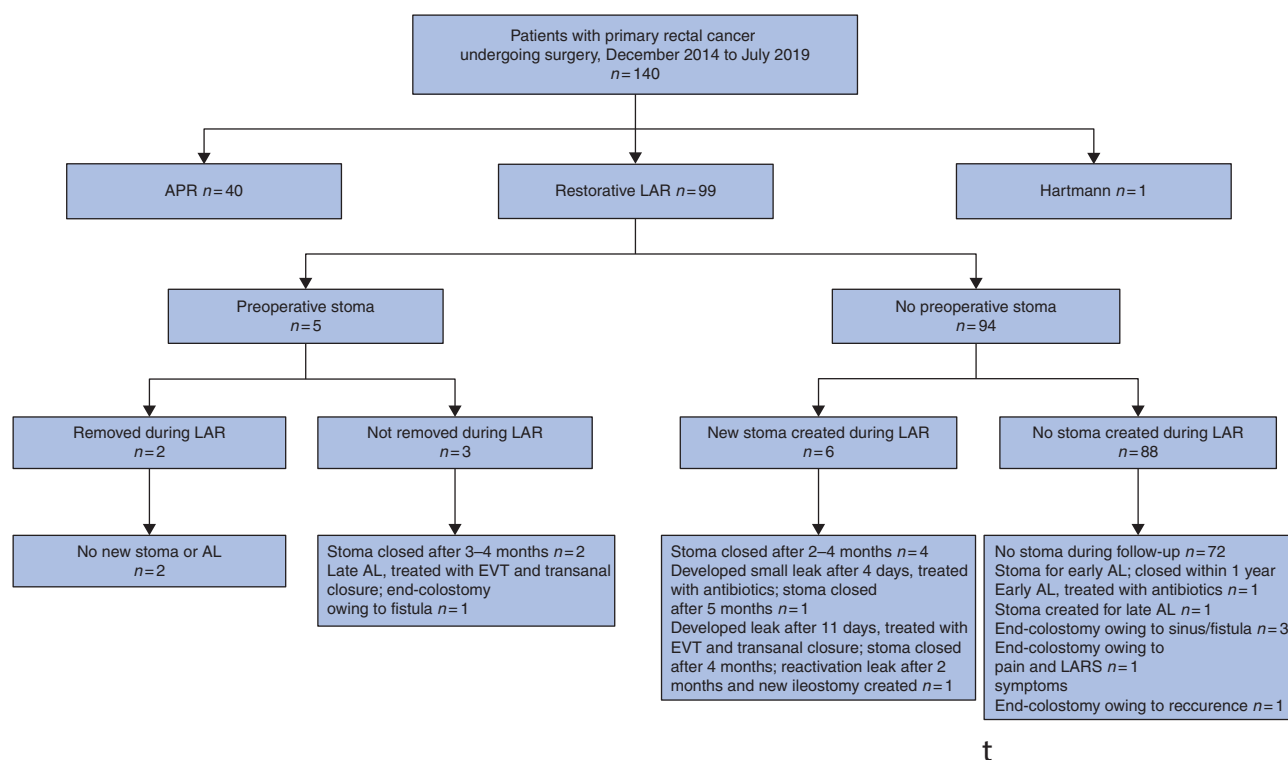 Patients with primary rectal cancer
undergoing surgery, December 2014 to July 2019
n=140
APR n=40
Restorative LAR n=99
Hartmann n=1
Preoperative stoma
n=5
No preoperative stoma
n=94
Removed during LAR
n=2
Not removed during LAR
n=3
New stoma created during LAR
n=6
No stoma created during LAR
n=88
No new stoma or AL
n=2
Stoma closed after 3–4 months n=2
Late AL, treated with EVT and transanal
closure; end-colostomy
owing to fistula n=1
Stoma closed after 2–4 months n=4
Developed small leak after 4 days, treated
with antibiotics; stoma closed
after 5 months n=1
Developed leak after 11 days, treated with
EVT and transanal closure; stoma closed
after 4 months; reactivation leak after 2
months and new ileostomy created n=1
No stoma during follow-up n=72
Stoma for early AL; closed within 1 year
Early AL, treated with antibiotics n=1
Stoma created for late AL n=1
End-colostomy owing to sinus/fistula n=3
End-colostomy owing to
pain and LARS n=1
symptoms
End-colostomy owing to reccurence n=1
t